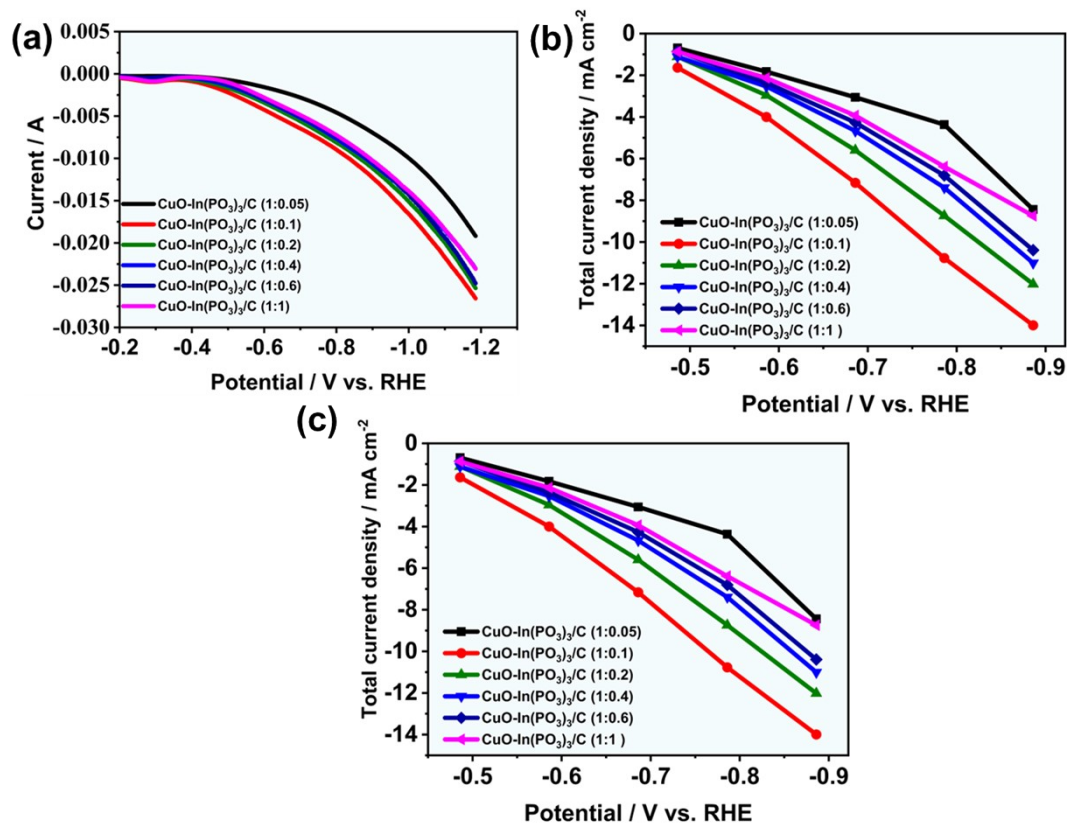 (a)
0.005
0.000
-0.005
-0.010
-0.015
-0.020
-0.025
-0.030
Current / A
CuO-In(PO₃)₃/C (1:0.05)
CuO-In(PO₃)₃/C (1:0.1)
CuO-In(PO₃)₃/C (1:0.2)
CuO-In(PO₃)₃/C (1:0.4)
CuO-In(PO₃)₃/C (1:0.6)
CuO-In(PO₃)₃/C (1:1)
-0.2 -0.4 -0.6 -0.8 -1.0 -1.2
Potential / V vs. RHE
(b)
0
-2
-4
-6
-8
-10
-12
-14
Total current density / mA cm⁻²
CuO-In(PO₃)₃/C (1:0.05)
CuO-In(PO₃)₃/C (1:0.1)
CuO-In(PO₃)₃/C (1:0.2)
CuO-In(PO₃)₃/C (1:0.4)
CuO-In(PO₃)₃/C (1:0.6)
CuO-In(PO₃)₃/C (1:1 )
-0.5 -0.6 -0.7 -0.8 -0.9
Potential / V vs. RHE
(c)
0
-2
-4
-6
-8
-10
-12
-14
Total current density / mA cm⁻²
CuO-In(PO₃)₃/C (1:0.05)
CuO-In(PO₃)₃/C (1:0.1)
CuO-In(PO₃)₃/C (1:0.2)
CuO-In(PO₃)₃/C (1:0.4)
CuO-In(PO₃)₃/C (1:0.6)
CuO-In(PO₃)₃/C (1:1 )
-0.5 -0.6 -0.7 -0.8 -0.9
Potential / V vs. RHE